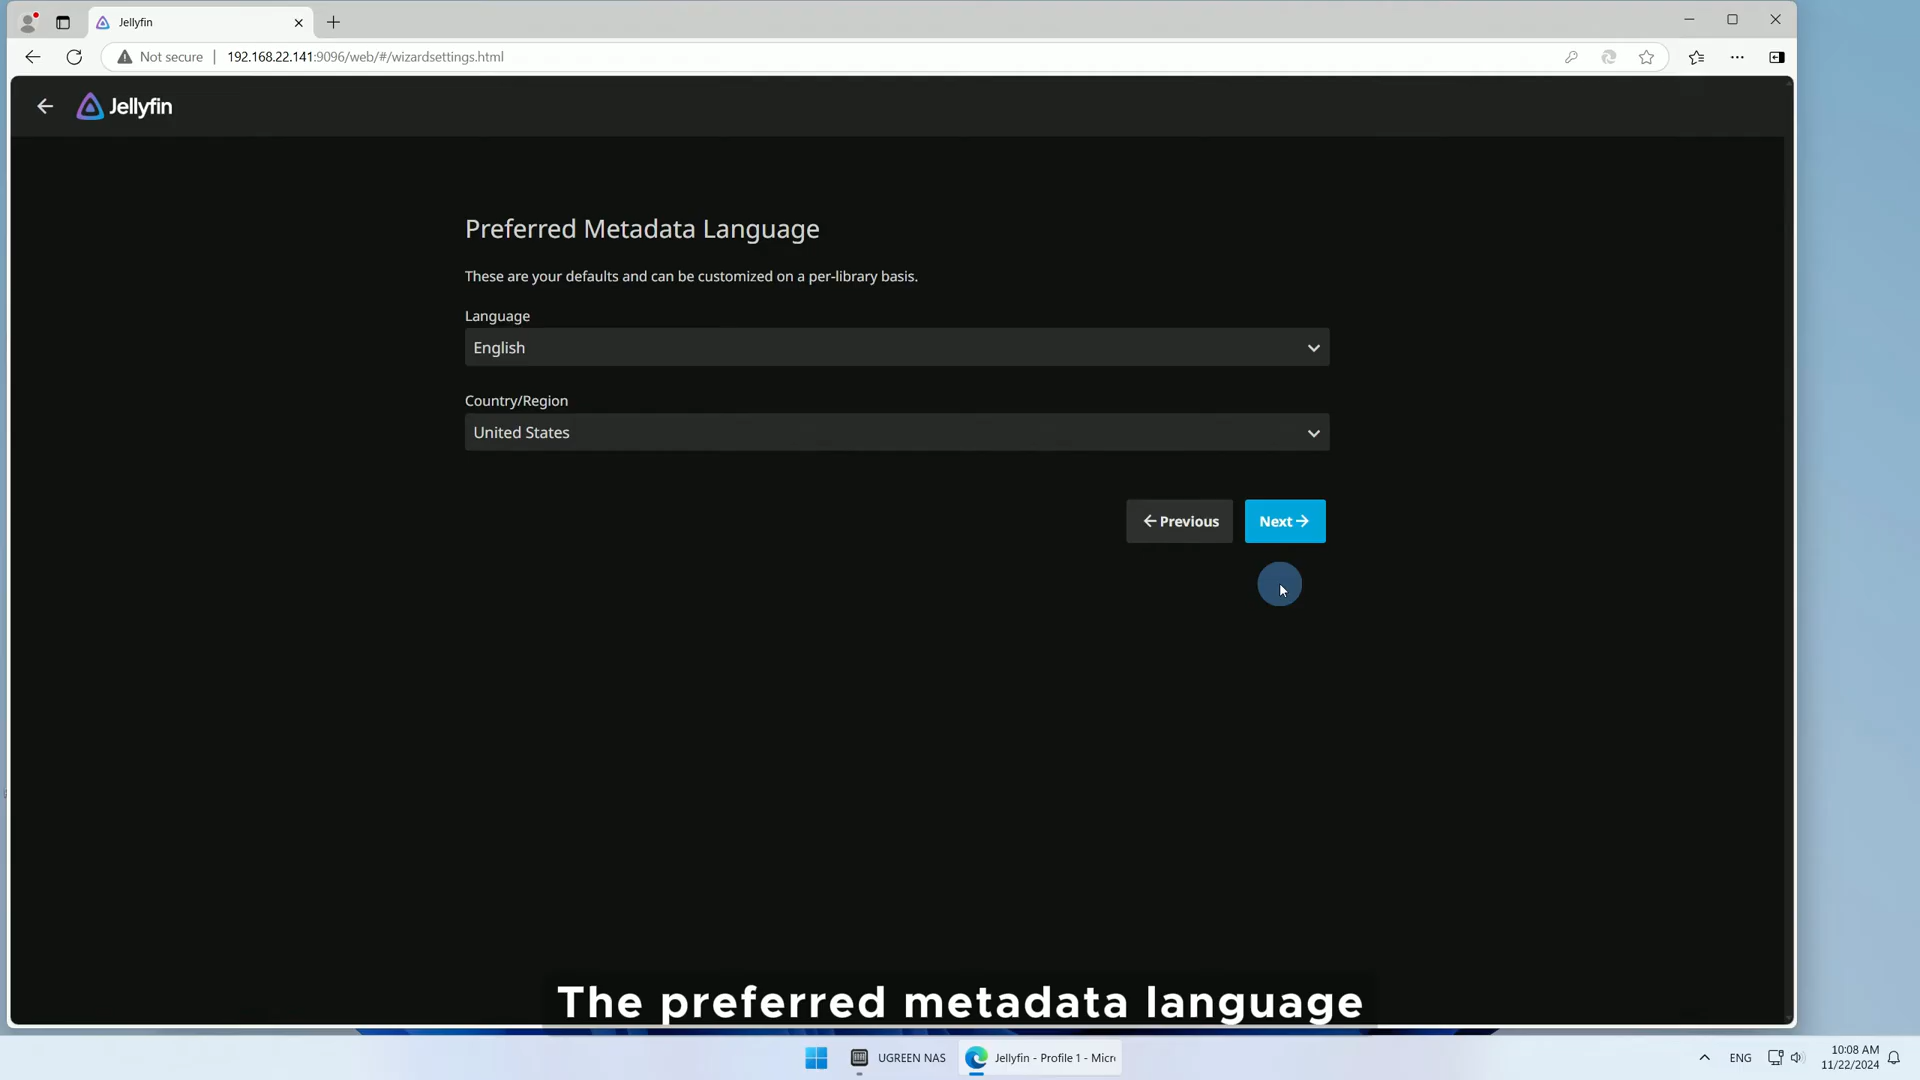 Jellyfin
Not secure
192.168.22.141:9096/web/#/wizardsettings.html
Jellyfin
Preferred Metadata Language
These are your defaults and can be customized on a per-library basis.
Language
English
Country/Region
United States
Previous
Next
The preferred metadata language
UGREEN NAS
Jellyfin - Profile 1 - Micr
ENG
10:08 AM
11/22/2024